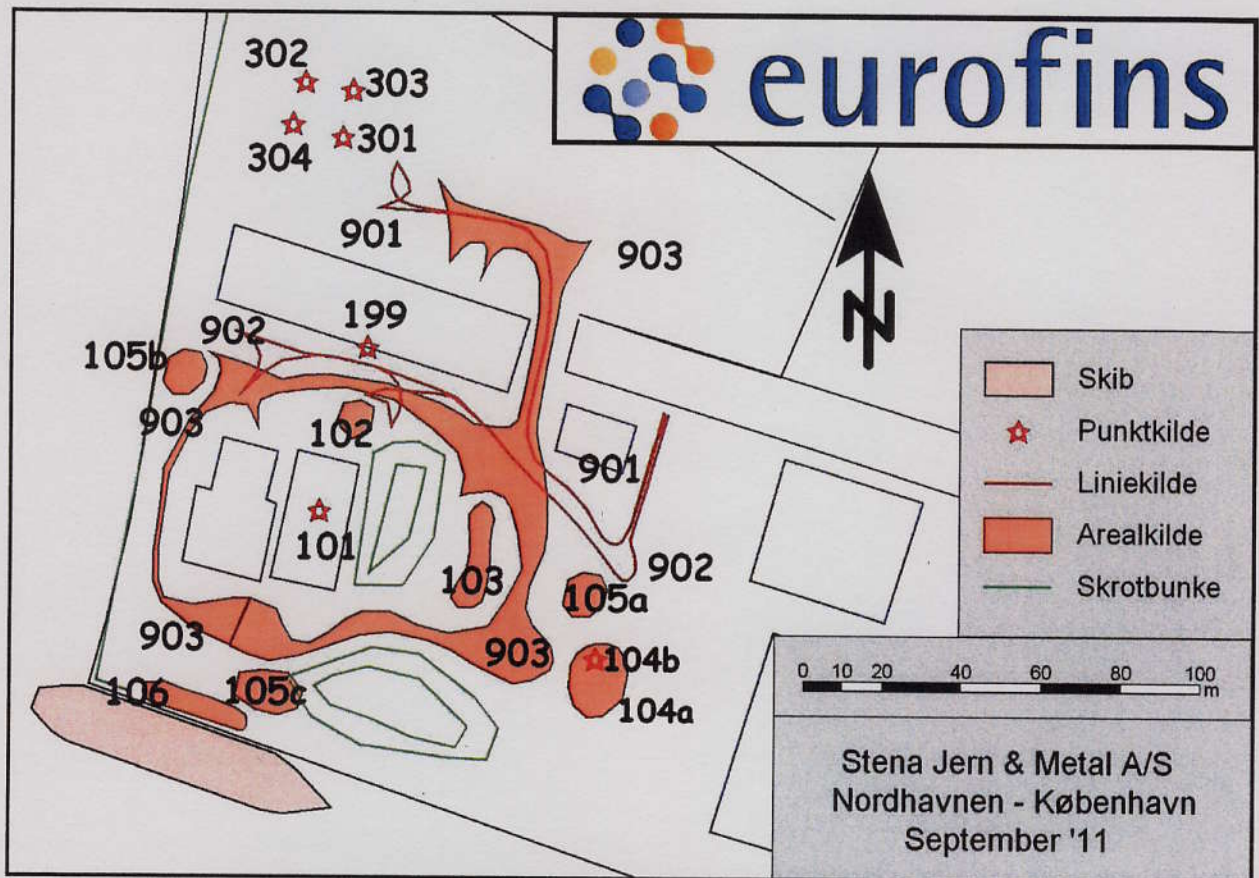 eurofins
302
303
304
301
901
903
199
902
105b
903
102
901
101
103
902
105a
903
903
104b
106
105c
104a
N
Skib
Punktkilde
Liniekilde
Arealkilde
Skrotbunke
0 10 20 40 60 80 100
m
Stena Jern & Metal A/S
Nordhavnen - København
September '11